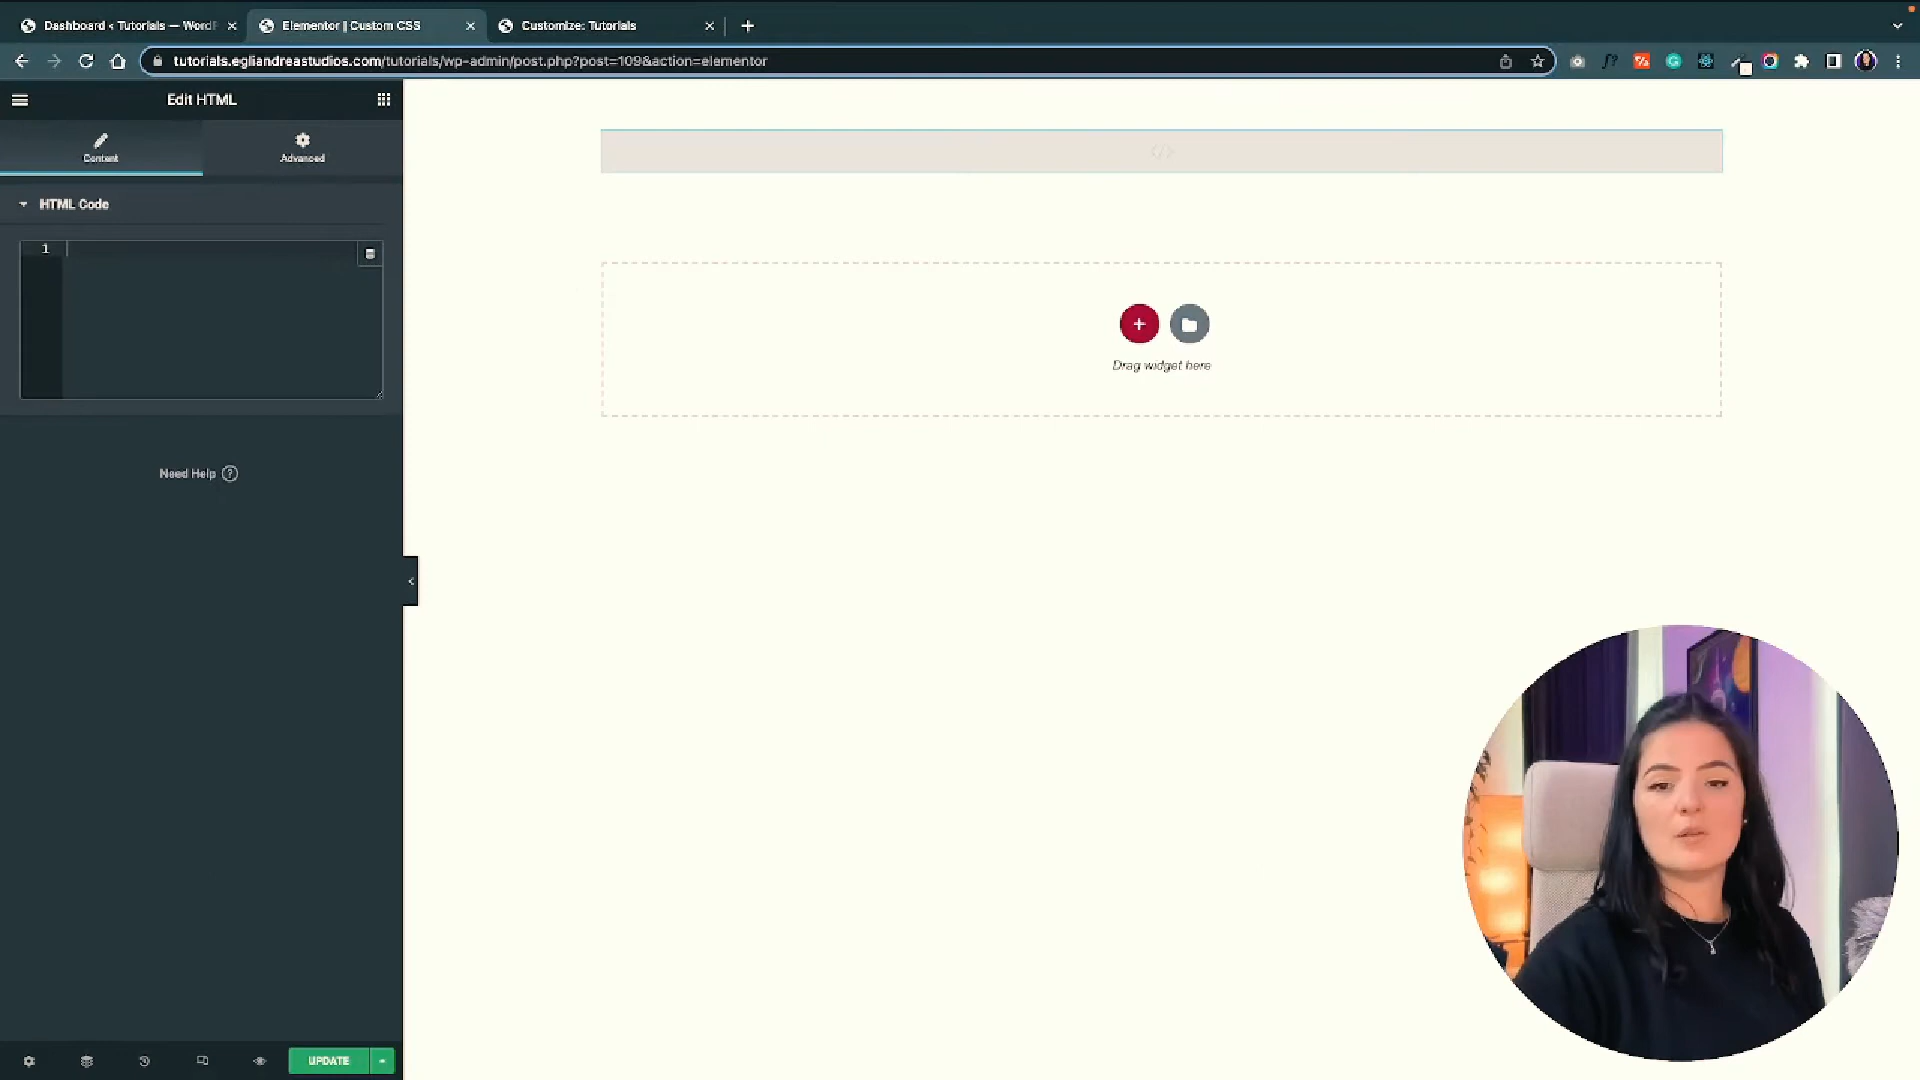 Dashboard < Tutorials — WordP
Elementor | Custom CSS
Customize: Tutorials
tutorials.egliandreastudios.com/tutorials/wp-admin/post.php?post=109&action=elementor
Edit HTML
Content
Advanced
HTML Code
1
Drag widget here
Need Help
UPDATE